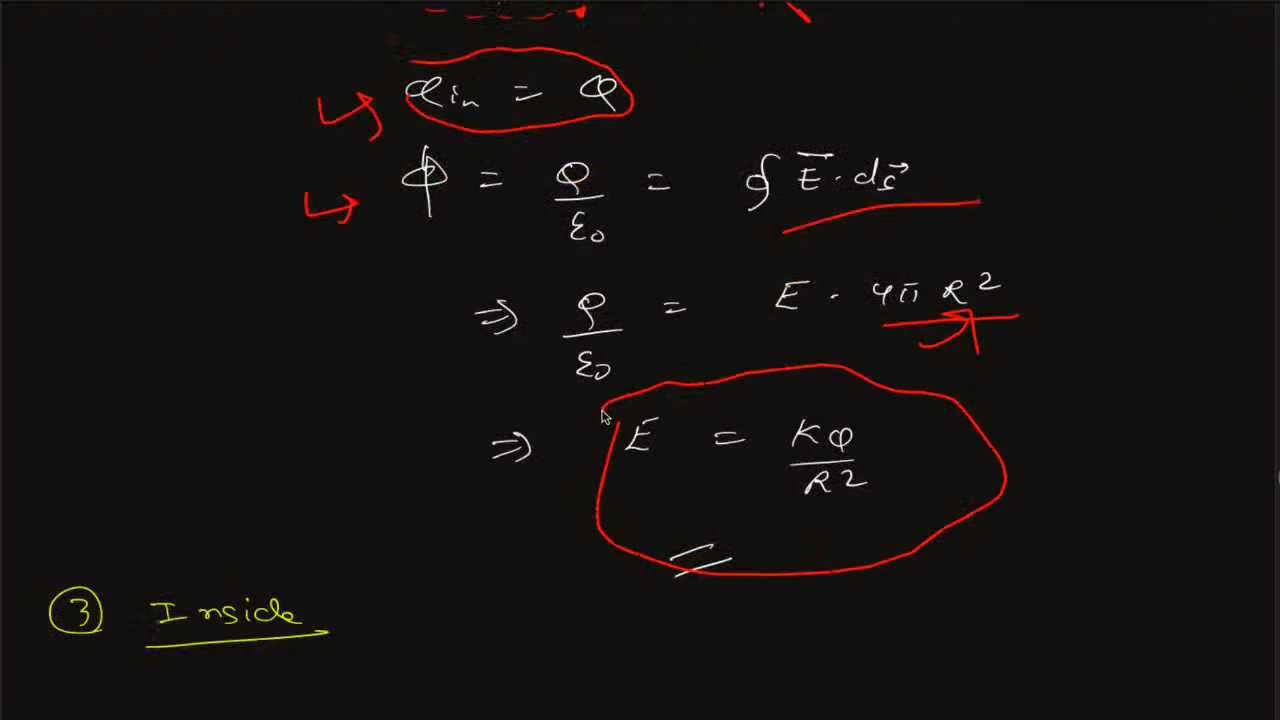 q_in = Q
ϕ = Q/ε₀ = ∮ E⃗ · ds⃗
⇒ Q/ε₀ = E · 4π R²
⇒ E = KQ/R²
③ Inside